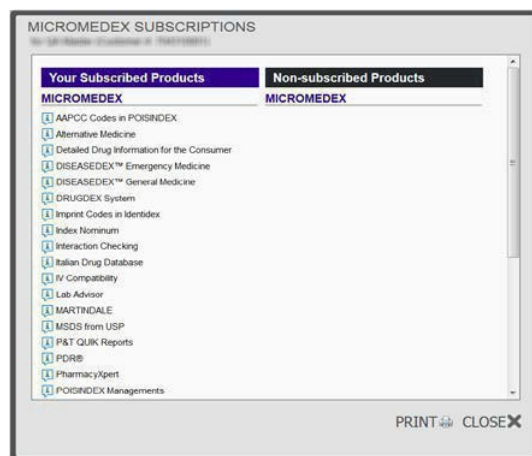 MICROMEDEX SUBSCRIPTIONS
Your Subscribed Products
Non-subscribed Products
MICROMEDEX
MICROMEDEX
AAPCC Codes in POISINDEX
Alternative Medicine
Detailed Drug Information for the Consumer
DISEASEDEX™ Emergency Medicine
DISEASEDEX™ General Medicine
DRUGDEX System
Imprint Codes in Identidex
Index Nominum
Interaction Checking
Italian Drug Database
IV Compatibility
Lab Advisor
MARTINDALE
MSDS from USP
P&T QUIK Reports
PDR®
PharmacyXpert
POISINDEX Managements
PRINT CLOSE